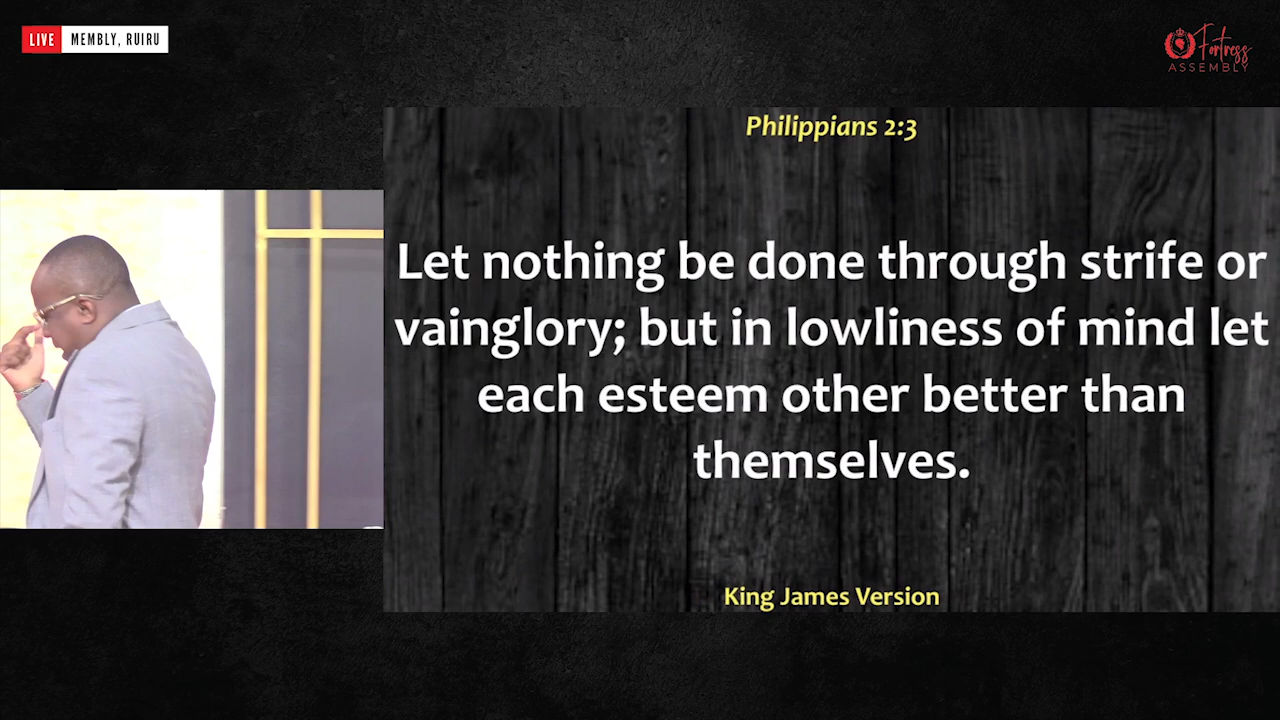 LIVE MEMBLY, RUIRU
Fortress
ASSEMBLY
Philippians 2:3
Let nothing be done through strife or
vainglory; but in lowliness of mind let
each esteem other better than
themselves.
King James Version